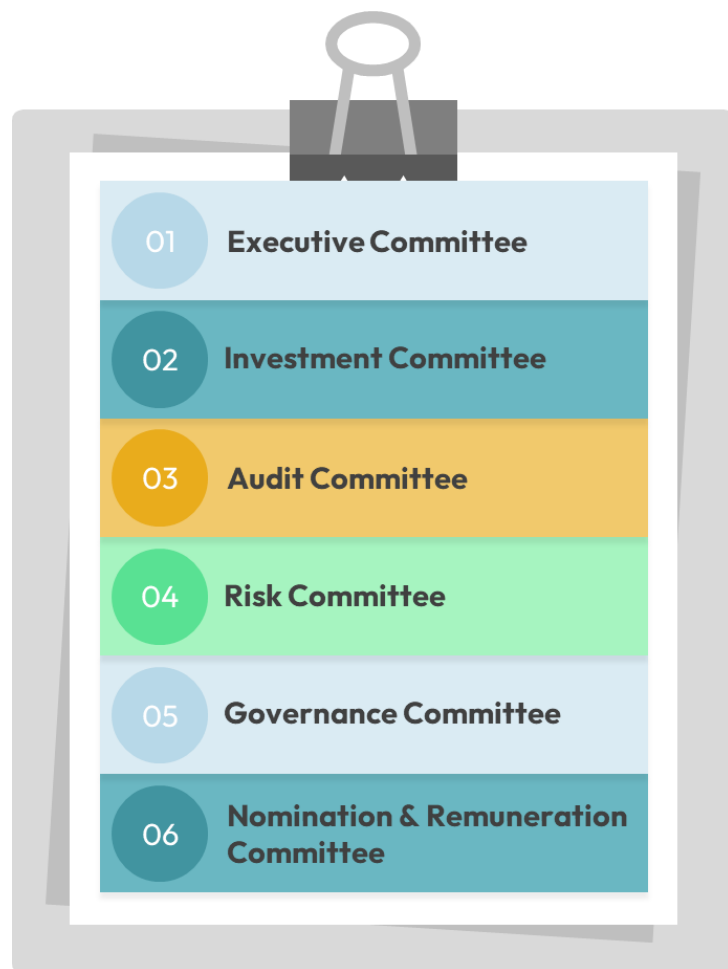 01 Executive Committee
02 Investment Committee
03 Audit Committee
04 Risk Committee
05 Governance Committee
06 Nomination & Remuneration
Committee